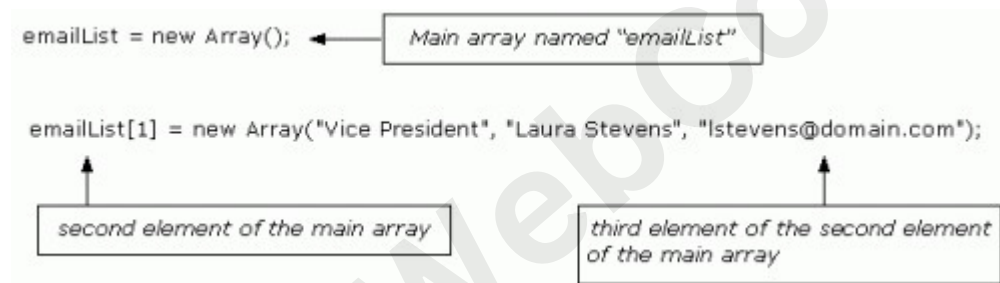 emailList = new Array();
Main array named "emailList"
emailList[1] = new Array("Vice President", "Laura Stevens", "lstevens@domain.com");
second element of the main array
third element of the second element
of the main array
WebCo